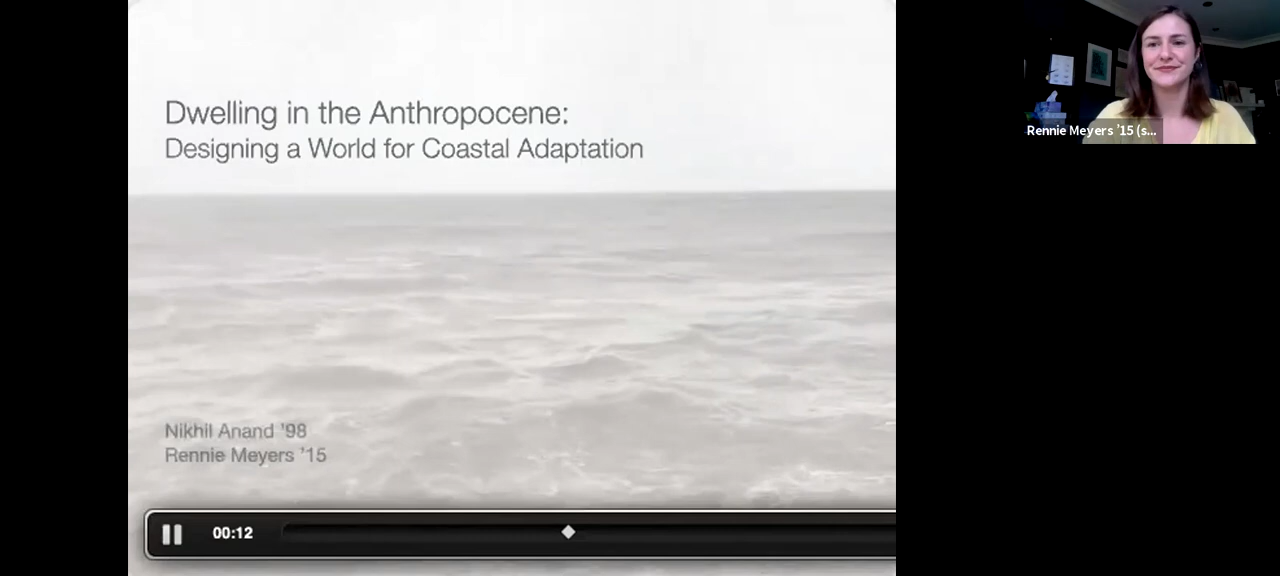 Dwelling in the Anthropocene:
Designing a World for Coastal Adaptation
Rennie Meyers '15 (s...
Nikhil Anand '98
Rennie Meyers '15
00:12